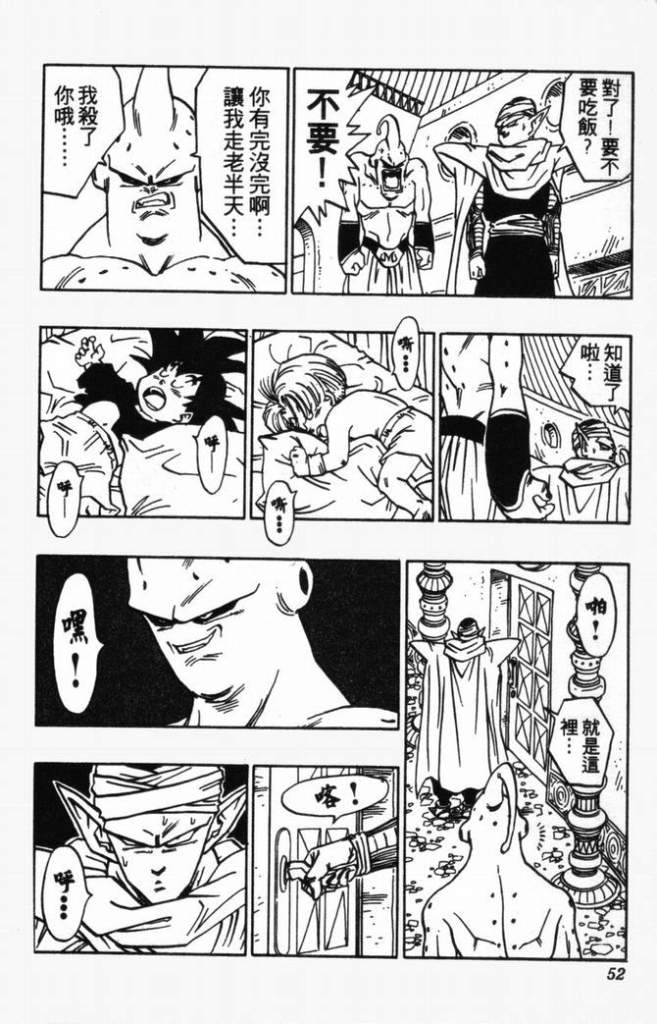 對了！要不
要吃飯？
不要！
你有完沒完啊…
讓我走老半天…
我殺了
你哦……
知道了
啦…
嘶…
嘶…
呼—
呼—
啪！
就是這
裡…
嘿！
喀！
呼…
52